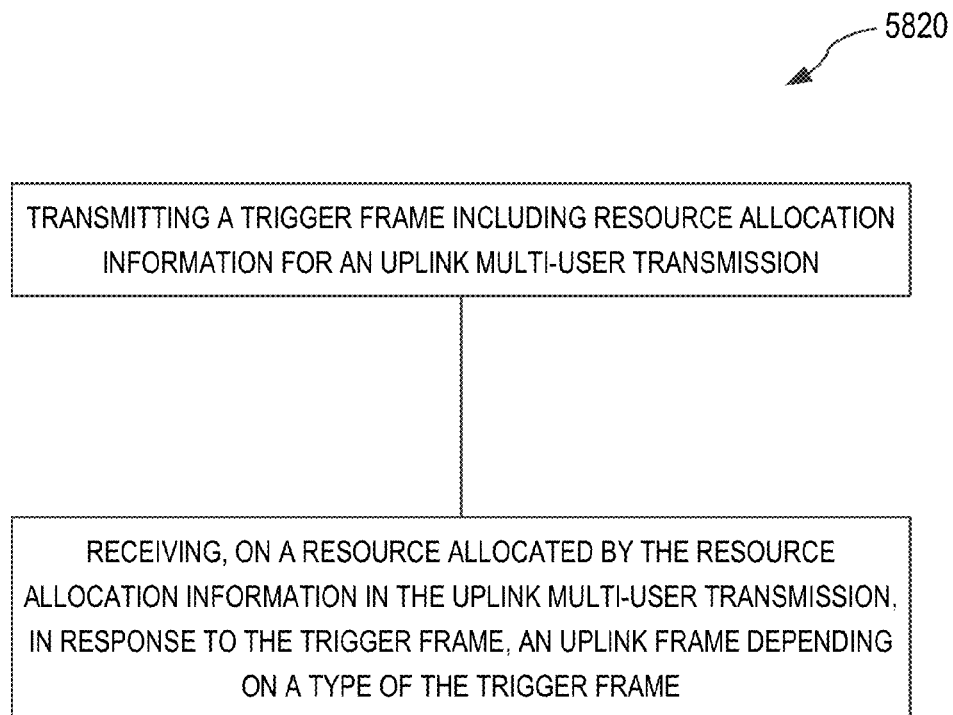 5820
TRANSMITTING A TRIGGER FRAME INCLUDING RESOURCE ALLOCATION
INFORMATION FOR AN UPLINK MULTI-USER TRANSMISSION
RECEIVING, ON A RESOURCE ALLOCATED BY THE RESOURCE
ALLOCATION INFORMATION IN THE UPLINK MULTI-USER TRANSMISSION,
IN RESPONSE TO THE TRIGGER FRAME, AN UPLINK FRAME DEPENDING
ON A TYPE OF THE TRIGGER FRAME